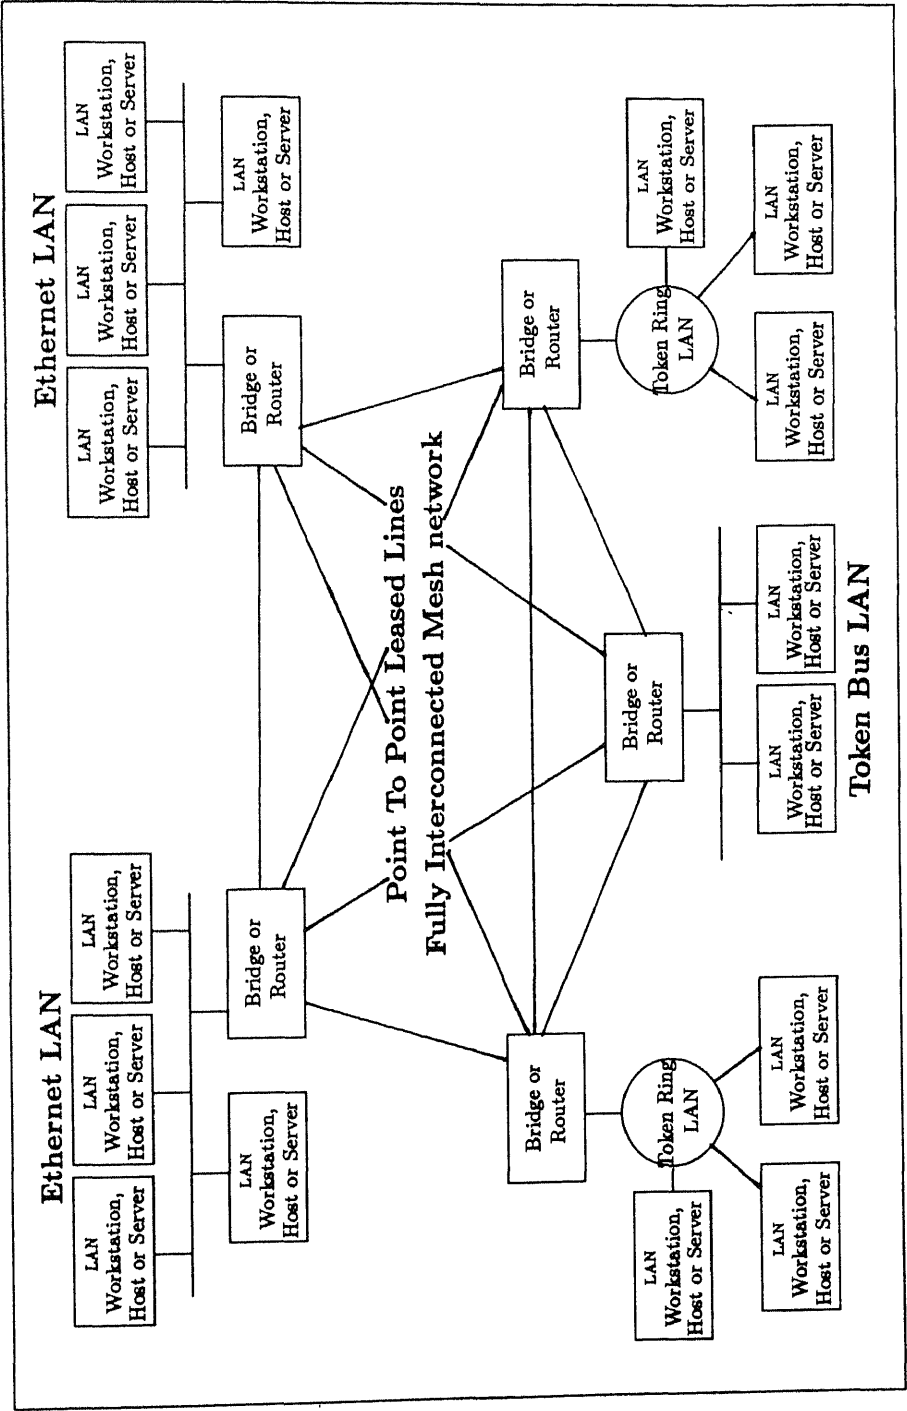 Ethernet LAN
Ethernet LAN
LAN
Workstation,
Host or Server
LAN
Workstation,
Host or Server
LAN
Workstation,
Host or Server
LAN
Workstation,
Host or Server
LAN
Workstation,
Host or Server
LAN
Workstation,
Host or Server
LAN
Workstation,
Host or Server
Bridge or
Router
Bridge or
Router
LAN
Workstation,
Host or Server
Point To Point Leased Lines
Fully Interconnected Mesh network
Bridge or
Router
Bridge or
Router
Bridge or
Router
LAN
Workstation,
Host or Server
Token Ring
LAN
Token Ring
LAN
LAN
Workstation,
Host or Server
LAN
Workstation,
Host or Server
LAN
Workstation,
Host or Server
LAN
Workstation,
Host or Server
LAN
Workstation,
Host or Server
LAN
Workstation,
Host or Server
LAN
Workstation,
Host or Server
Token Bus LAN